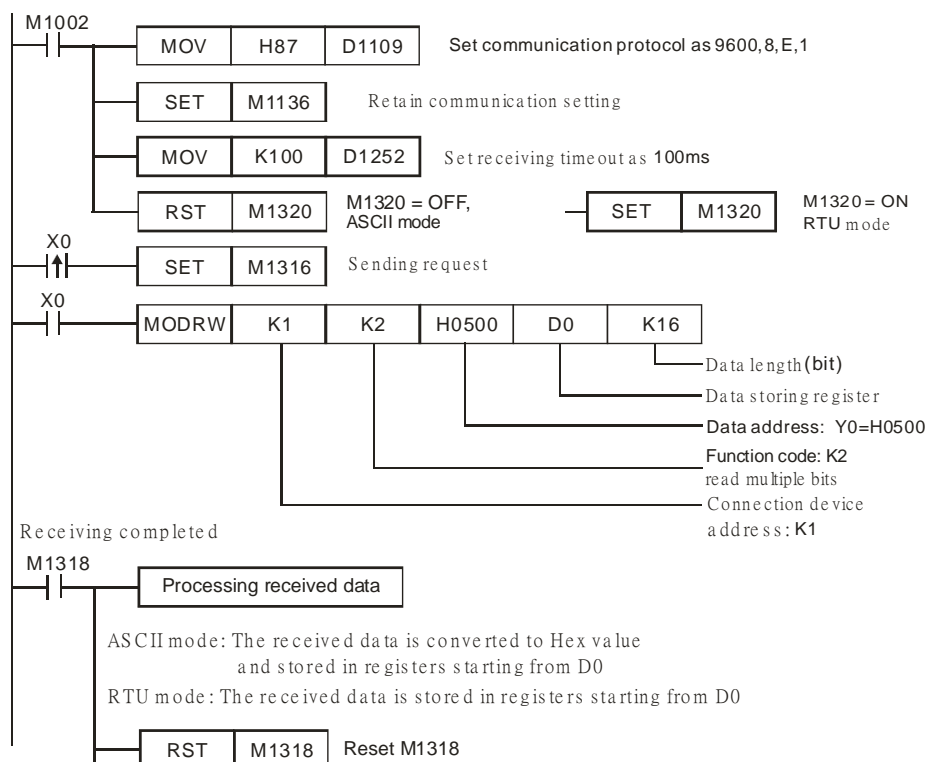 M1002
MOV H87 D1109 Set communication protocol as 9600,8,E,1
SET M1136 Retain communication setting
MOV K100 D1252 Set receiving timeout as 100ms
RST M1320 M1320 = OFF, ASCII mode
SET M1320 M1320 = ON RTU mode
X0
SET M1316 Sending request
X0
MODRW K1 K2 H0500 D0 K16
Data length (bit)
Data storing register
Data address: Y0=H0500
Function code: K2
read multiple bits
Connection device
address: K1
Receiving completed
M1318
Processing received data
ASCII mode: The received data is converted to Hex value
and stored in registers starting from D0
RTU mode: The received data is stored in registers starting from D0
RST M1318 Reset M1318